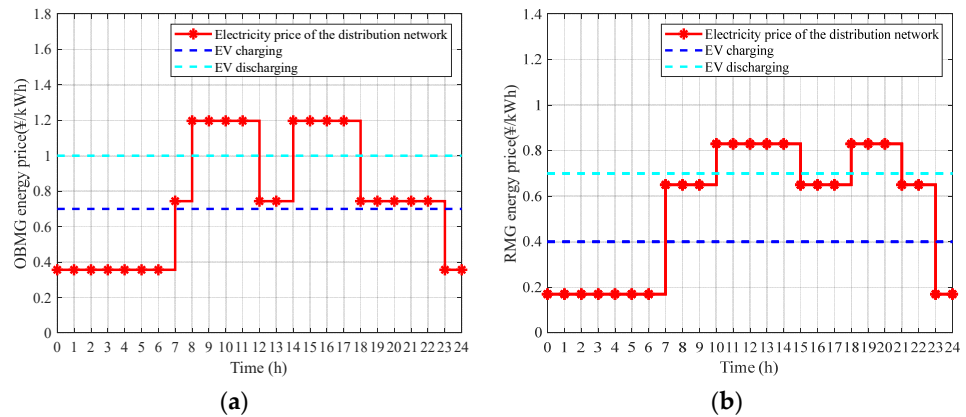 1.8
1.6
1.4
1.2
1
0.8
0.6
0.4
0.2
0
OBMG energy price(¥/kWh)
Electricity price of the distribution network
EV charging
EV discharging
0 1 2 3 4 5 6 7 8 9 10 11 12 13 14 15 16 17 18 19 20 21 22 23 24
Time (h)
(a)
1.4
1.2
1
0.8
0.6
0.4
0.2
0
RMG energy price(¥/kWh)
Electricity price of the distribution network
EV charging
EV discharging
0 1 2 3 4 5 6 7 8 9 10 11 12 13 14 15 16 17 18 19 20 21 22 23 24
Time (h)
(b)